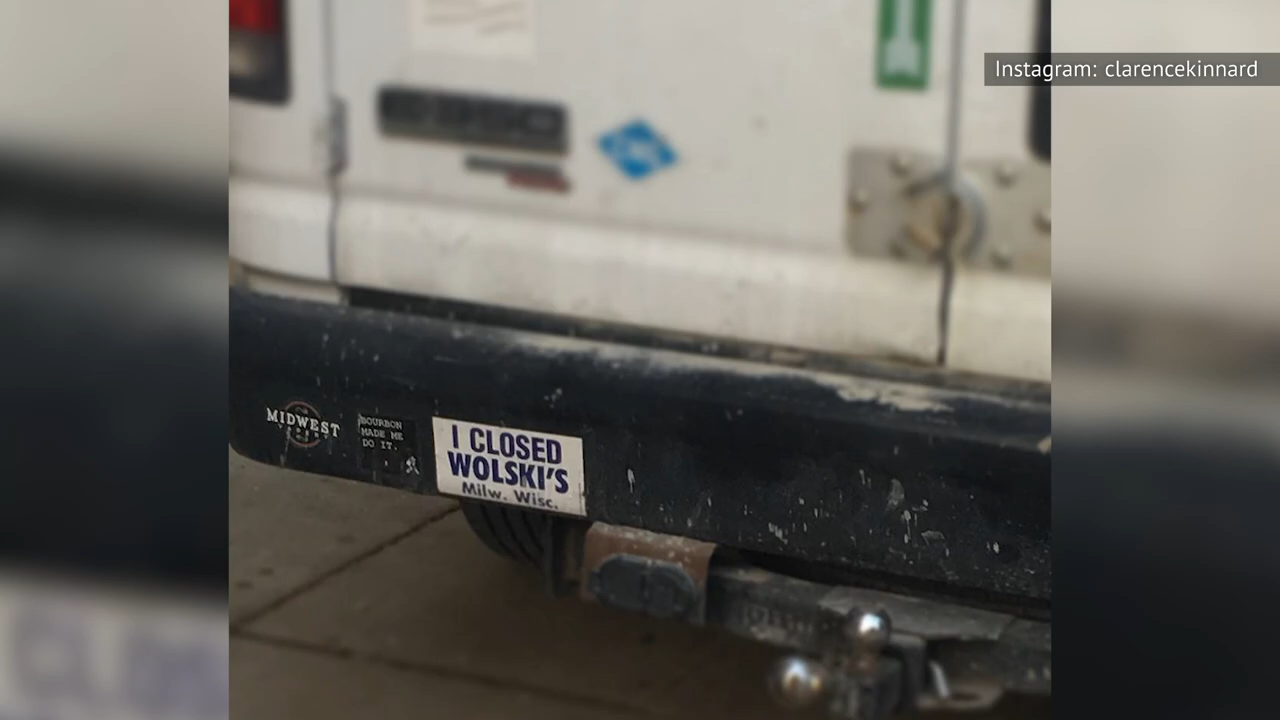 Instagram: clarencekinnard
MIDWEST
BOURBON
MADE ME
DO IT.
I CLOSED
WOLSKI'S
Milw. Wisc.